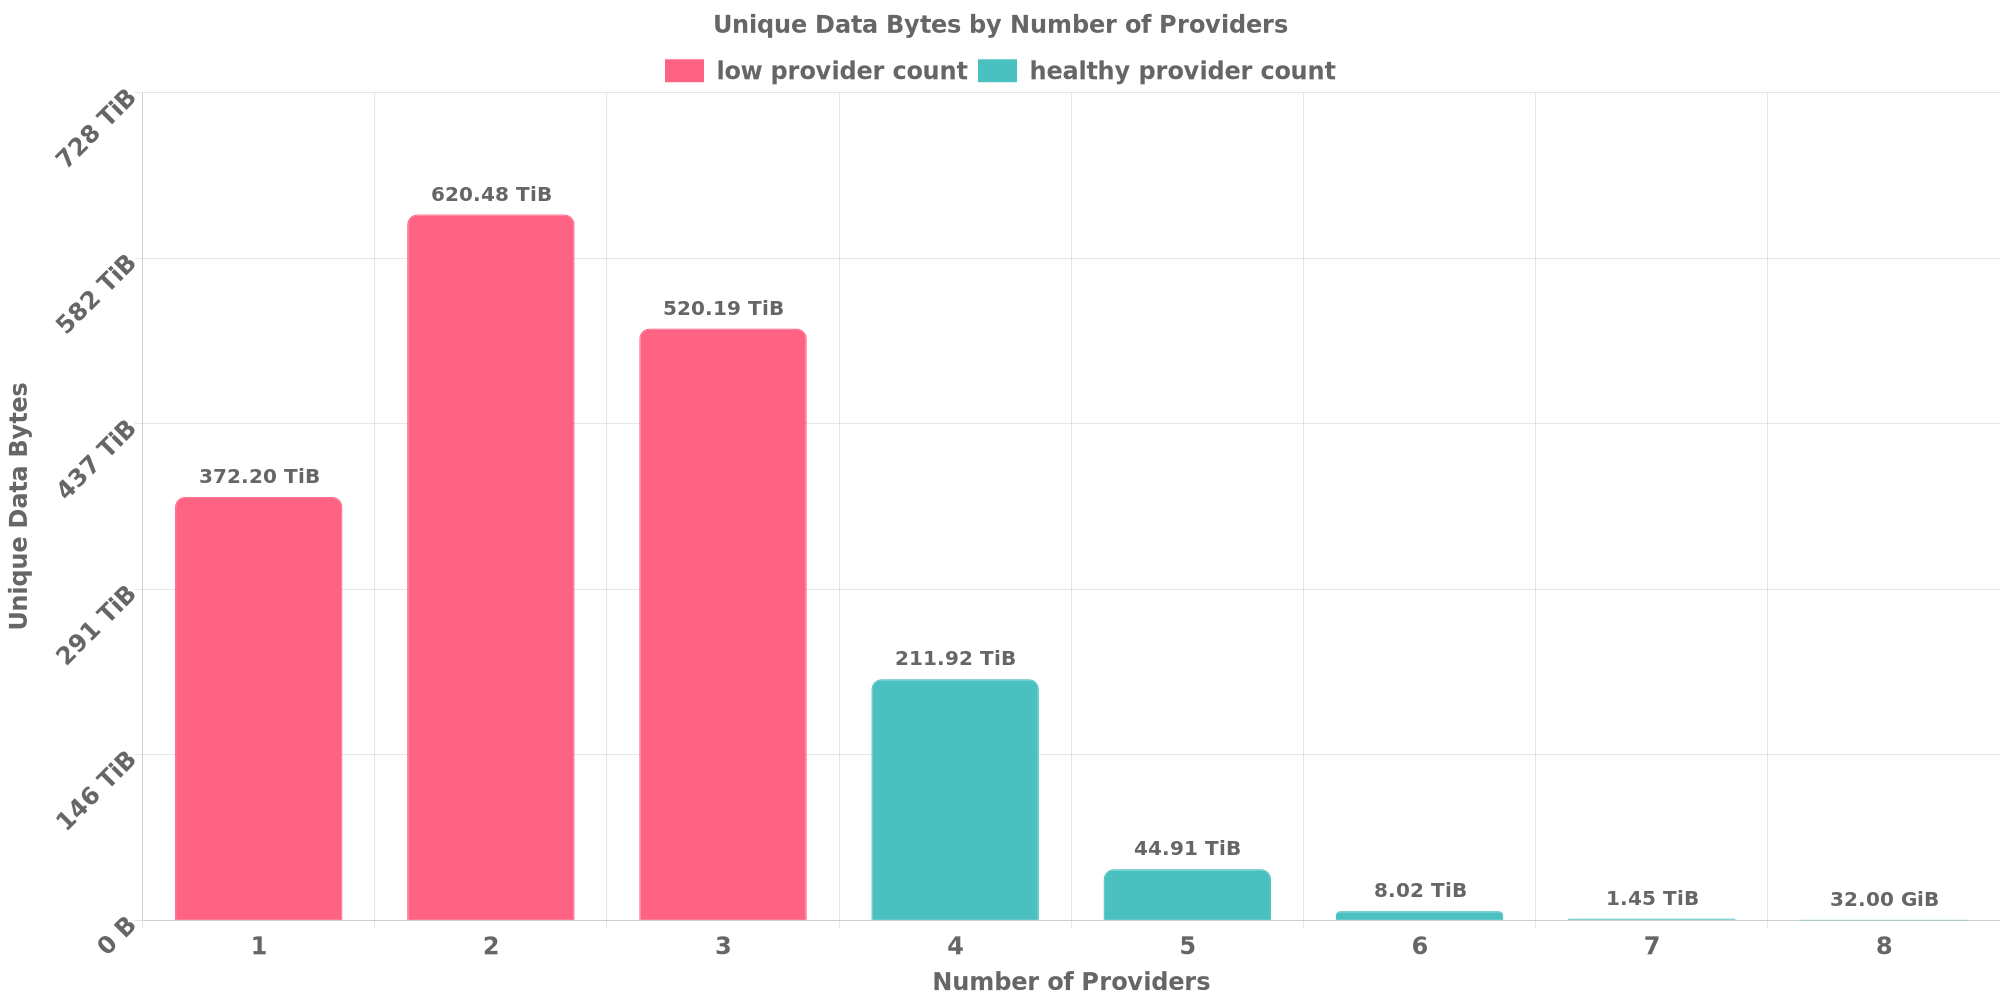 Unique Data Bytes by Number of Providers
low provider count healthy provider count
728 TiB
582 TiB
437 TiB
291 TiB
146 TiB
0 B
Unique Data Bytes
372.20 TiB
620.48 TiB
520.19 TiB
211.92 TiB
44.91 TiB
8.02 TiB
1.45 TiB
32.00 GiB
1 2 3 4 5 6 7 8
Number of Providers